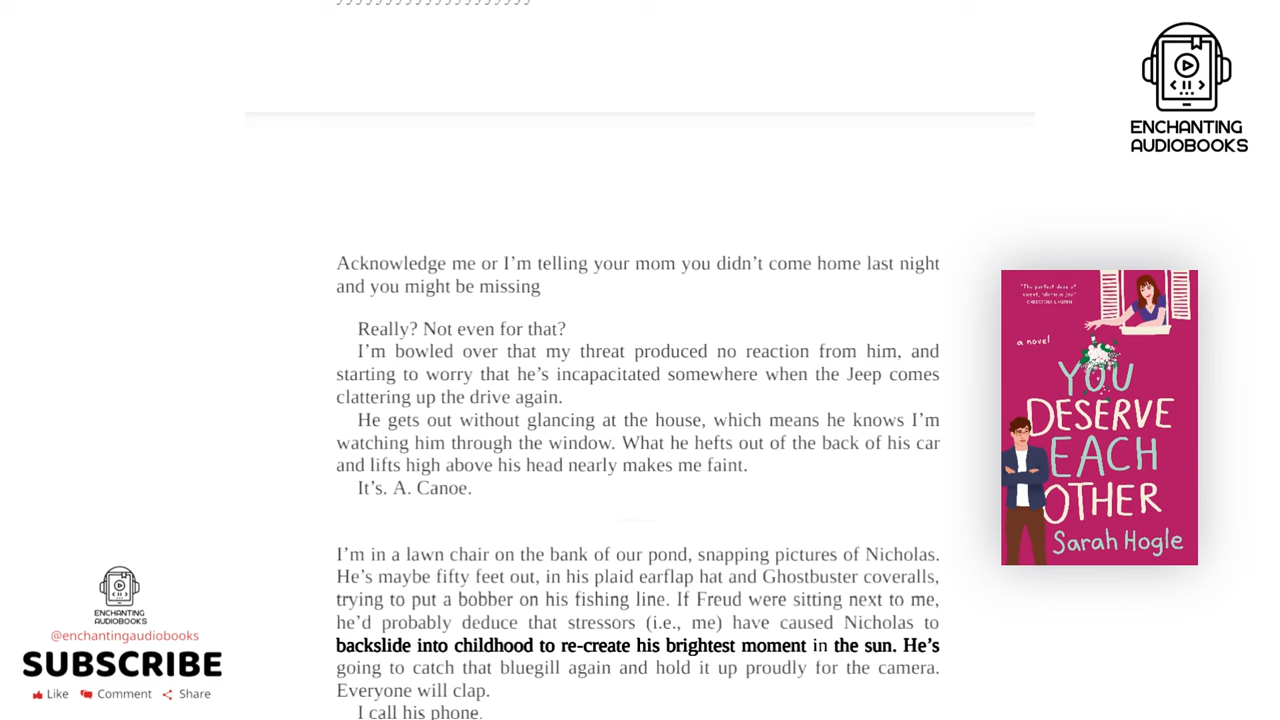 ENCHANTING
AUDIOBOOKS
Acknowledge me or I'm telling your mom you didn't come home last night
and you might be missing
Really? Not even for that?
I'm bowled over that my threat produced no reaction from him, and
starting to worry that he's incapacitated somewhere when the Jeep comes
clattering up the drive again.
He gets out without glancing at the house, which means he knows I'm
watching him through the window. What he hefts out of the back of his car
and lifts high above his head nearly makes me faint.
It's. A. Canoe.
I'm in a lawn chair on the bank of our pond, snapping pictures of Nicholas.
He's maybe fifty feet out, in his plaid earflap hat and Ghostbuster coveralls,
trying to put a bobber on his fishing line. If Freud were sitting next to me,
he'd probably deduce that stressors (i.e., me) have caused Nicholas to
backslide into childhood to re-create his brightest moment in the sun. He's
going to catch that bluegill again and hold it up proudly for the camera.
Everyone will clap.
I call his phone.
"The perfect dose of
CHRISTINA LAUREN
a novel
YOU
DESERVE
EACH
OTHER
Sarah Hogle
ENCHANTING
AUDIOBOOKS
@enchantingaudiobooks
SUBSCRIBE
Like Comment Share